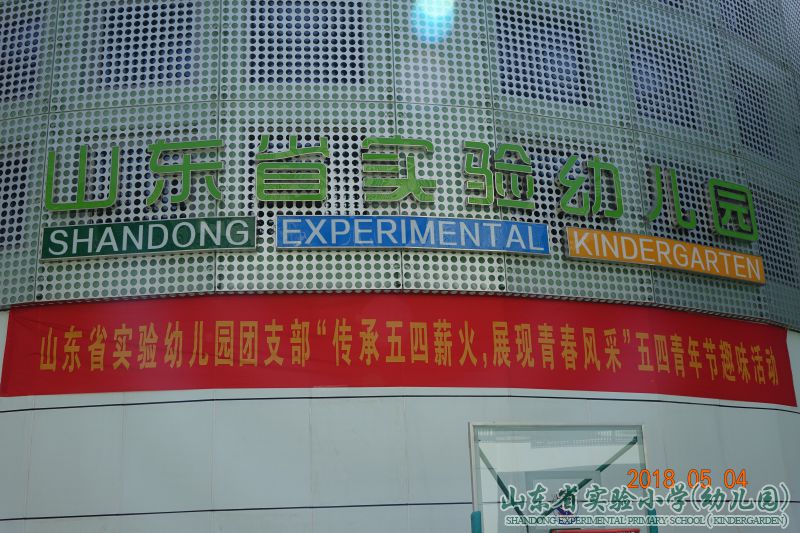 山东省实验幼儿园
SHANDONG EXPERIMENTAL KINDERGARTEN
山东省实验幼儿园团支部“传承五四薪火,展现青春风采”五四青年节趣味活动
2018 05 04
山东省实验小学(幼儿园)
SHANDONG EXPERIMENTAL PRIMARY SCHOOL ( KINDERGARTEN)